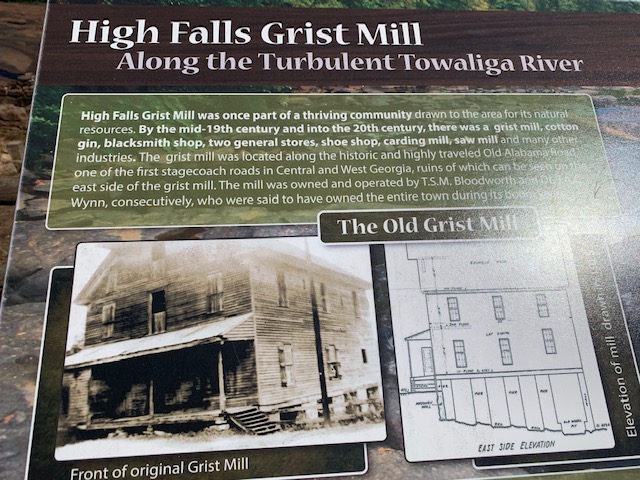 High Falls Grist Mill
Along the Turbulent Towaliga River
High Falls Grist Mill was once part of a thriving community drawn to the area for its natural
resources. By the mid-19th century and into the 20th century, there was a grist mill, cotton
gin, blacksmith shop, two general stores, shoe shop, carding mill, saw mill and many other
industries. The grist mill was located along the historic and highly traveled Old Alabama Road,
one of the first stagecoach roads in Central and West Georgia, ruins of which can be seen on the
east side of the grist mill. The mill was owned and operated by T.S.M. Bloodworth and
Wynn, consecutively, who were said to have owned the entire town during its boom
The Old Grist Mill
EAST SIDE ELEVATION
Elevation of mill drawn
Front of original Grist Mill